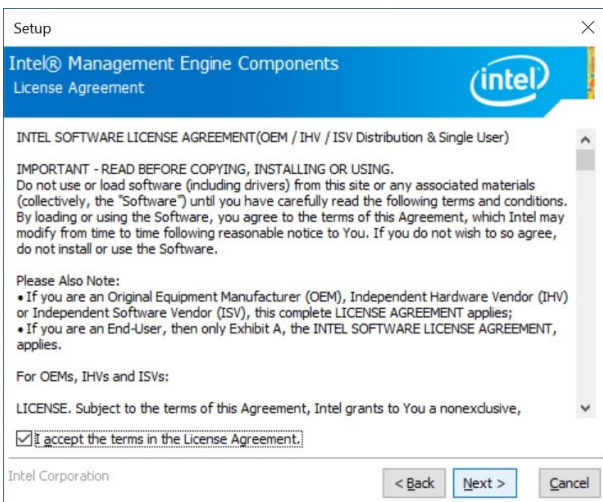 Setup
Intel® Management Engine Components
License Agreement
intel
INTEL SOFTWARE LICENSE AGREEMENT(OEM / IHV / ISV Distribution & Single User)
IMPORTANT - READ BEFORE COPYING, INSTALLING OR USING.
Do not use or load software (including drivers) from this site or any associated materials
(collectively, the "Software") until you have carefully read the following terms and conditions.
By loading or using the Software, you agree to the terms of this Agreement, which Intel may
modify from time to time following reasonable notice to You. If you do not wish to so agree,
do not install or use the Software.
Please Also Note:
• If you are an Original Equipment Manufacturer (OEM), Independent Hardware Vendor (IHV)
or Independent Software Vendor (ISV), this complete LICENSE AGREEMENT applies;
• If you are an End-User, then only Exhibit A, the INTEL SOFTWARE LICENSE AGREEMENT,
applies.
For OEMs, IHVs and ISVs:
LICENSE. Subject to the terms of this Agreement, Intel grants to You a nonexclusive,
I accept the terms in the License Agreement.
Intel Corporation
< Back Next > Cancel